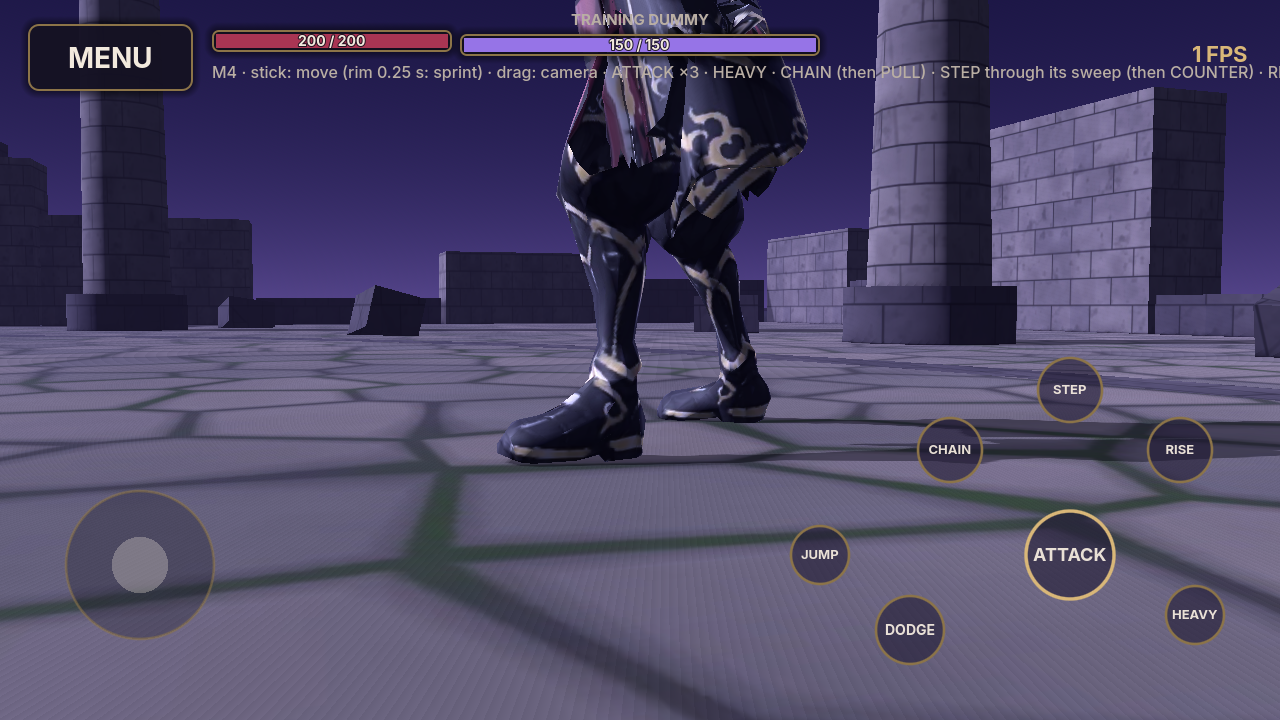 TRAINING DUMMY
MENU
200 / 200
150 / 150
1 FPS
M4 · stick: move (rim 0.25 s: sprint) · drag: camera · ATTACK ×3 · HEAVY · CHAIN (then PULL) · STEP through its sweep (then COUNTER) ·
STEP
CHAIN
RISE
JUMP
ATTACK
HEAVY
DODGE